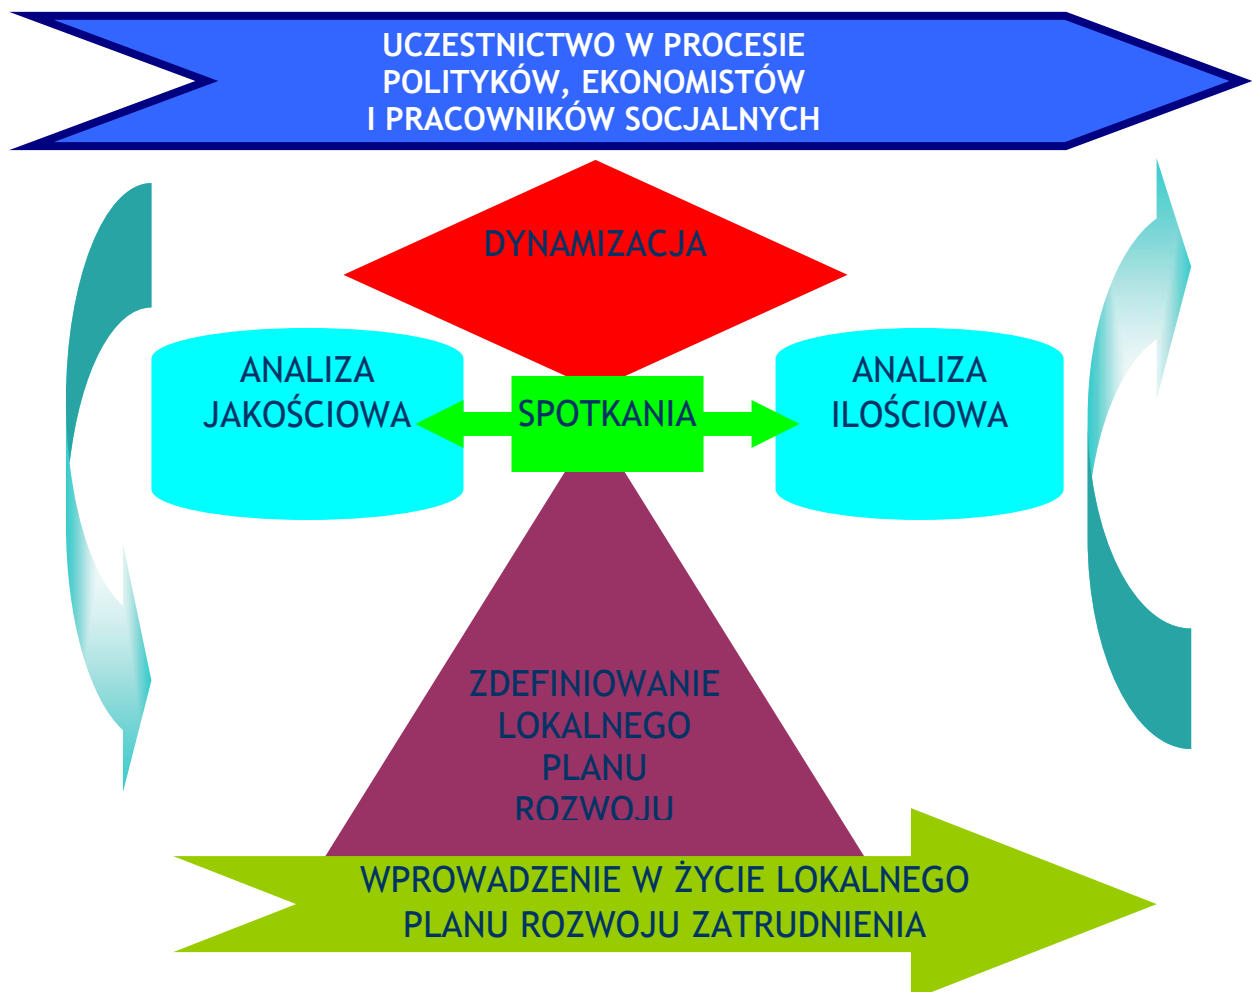 UCZESTNICTWO W PROCESIE
POLITYKÓW, EKONOMISTÓW
I PRACOWNIKÓW SOCJALNYCH
DYNAMIZACJA
ANALIZA
JAKOŚCIOWA
SPOTKANIA
ANALIZA
ILOŚCIOWA
ZDEFINIOWANIE
LOKALNEGO
PLANU
ROZWOJU
WPROWADZENIE W ŻYCIE LOKALNEGO
PLANU ROZWOJU ZATRUDNIENIA